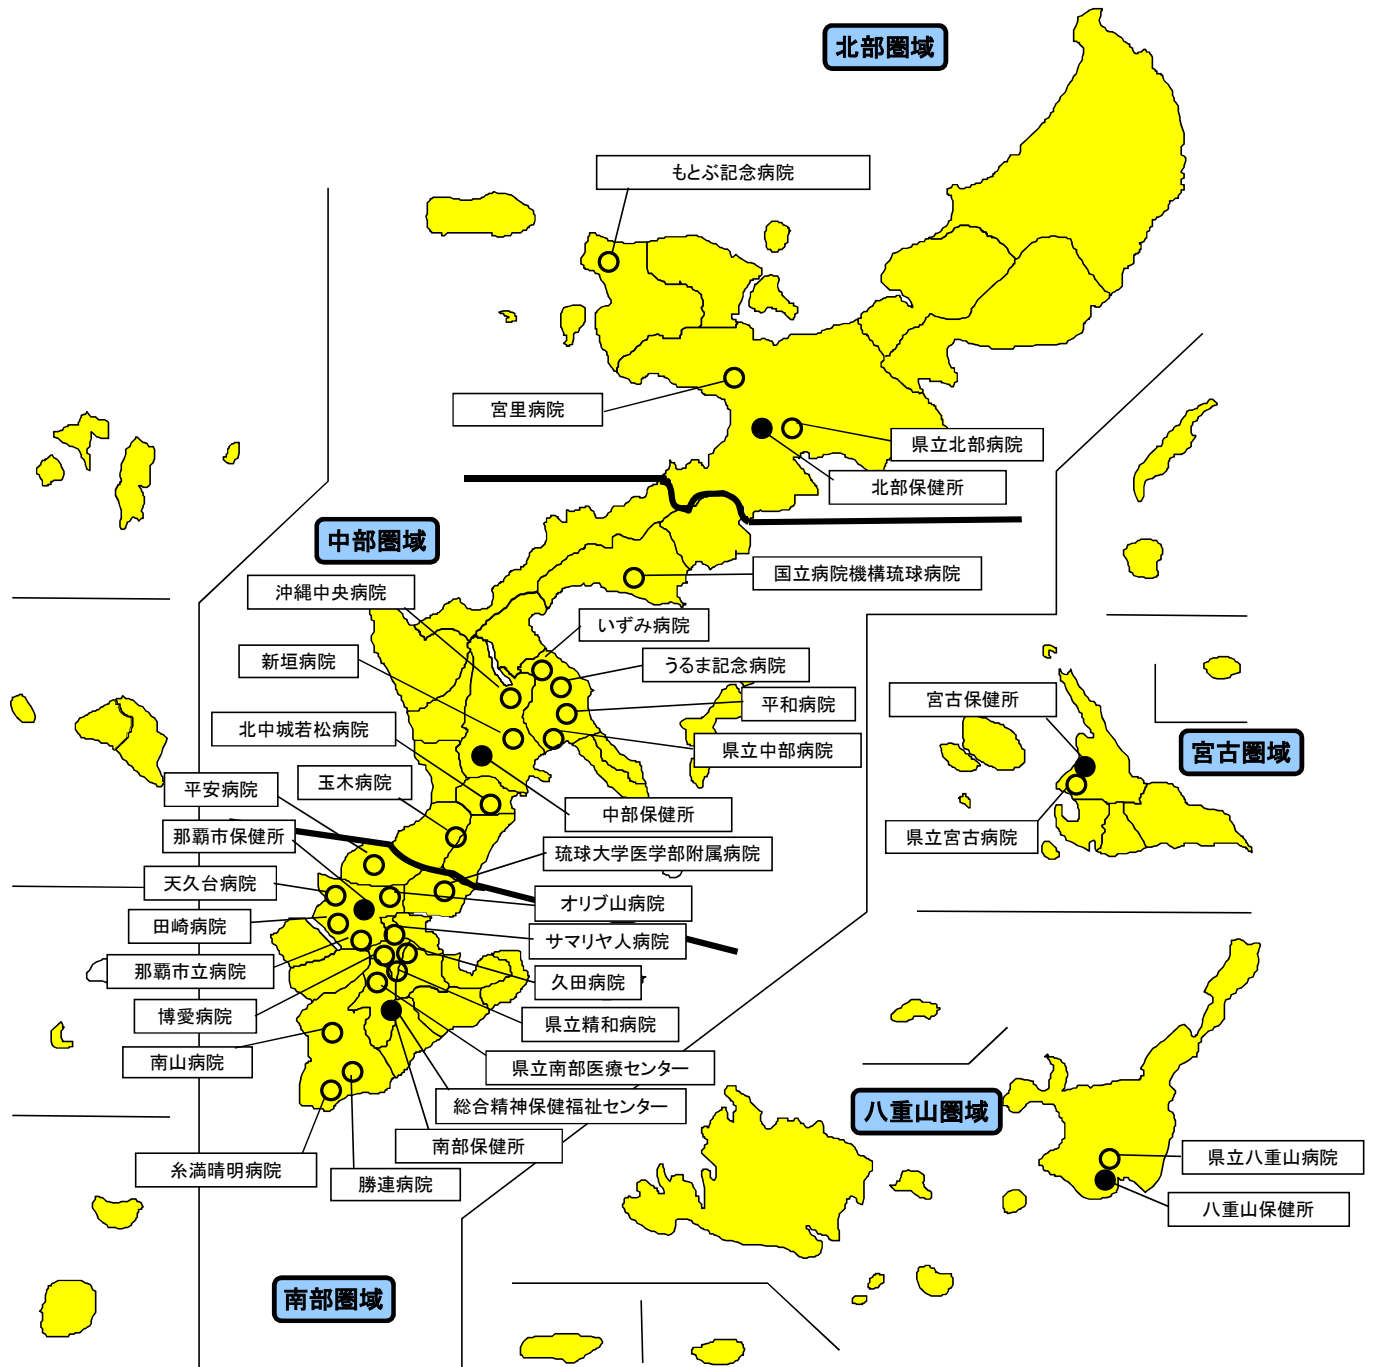 北部圏域
もとぶ記念病院
宮里病院
県立北部病院
北部保健所
中部圏域
国立病院機構琉球病院
沖縄中央病院
いずみ病院
新垣病院
うるま記念病院
宮古保健所
平和病院
北中城若松病院
県立中部病院
宮古圏域
平安病院
玉木病院
中部保健所
那覇市保健所
県立宮古病院
琉球大学医学部附属病院
天久台病院
オリブ山病院
田崎病院
サマリヤ人病院
那覇市立病院
久田病院
博愛病院
県立精和病院
南山病院
県立南部医療センター
総合精神保健福祉センター
八重山圏域
南部保健所
県立八重山病院
糸満晴明病院
勝連病院
八重山保健所
南部圏域